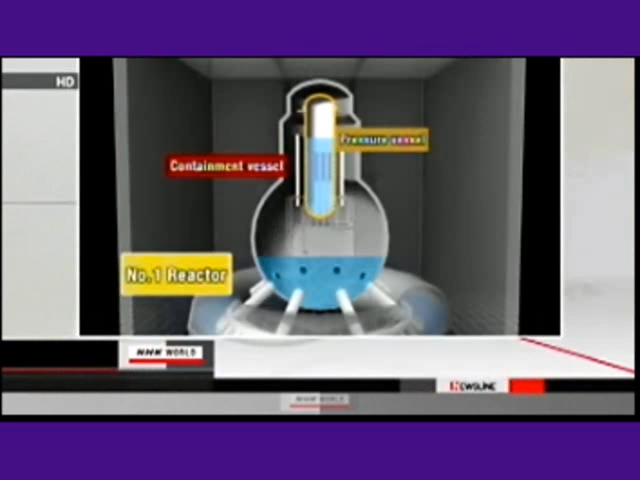 HD
Pressure vessel
Containment vessel
No.1 Reactor
NHK WORLD
NEWSLINE
NHK WORLD